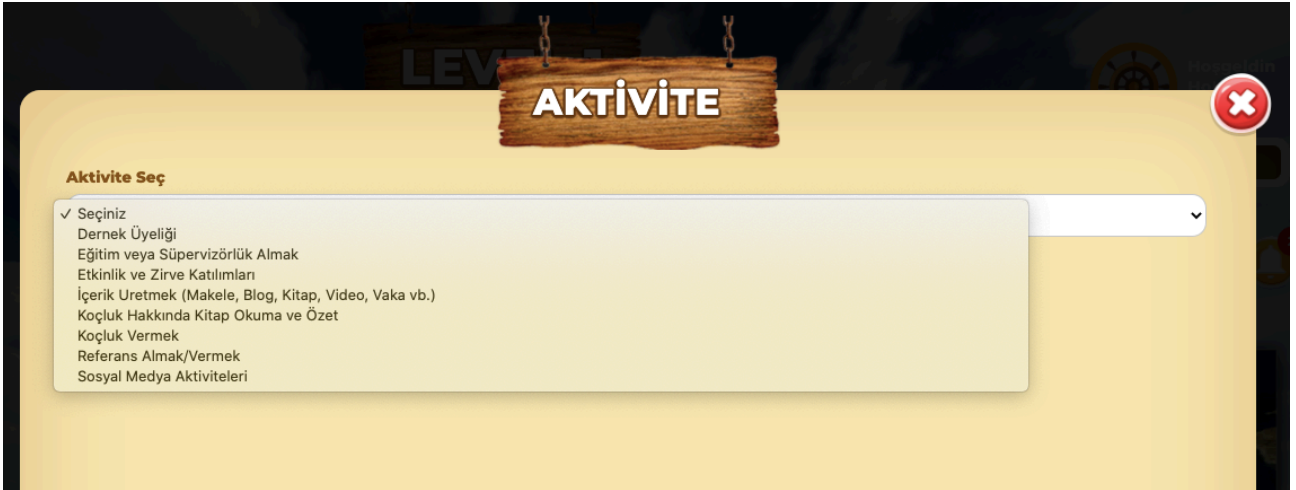 Hoşgeldin
AKTİVİTE
Aktivite Seç
✓ Seçiniz
Dernek Üyeliği
Eğitim veya Süpervizörlük Almak
Etkinlik ve Zirve Katılımları
İçerik Uretmek (Makele, Blog, Kitap, Video, Vaka vb.)
Koçluk Hakkında Kitap Okuma ve Özet
Koçluk Vermek
Referans Almak/Vermek
Sosyal Medya Aktiviteleri